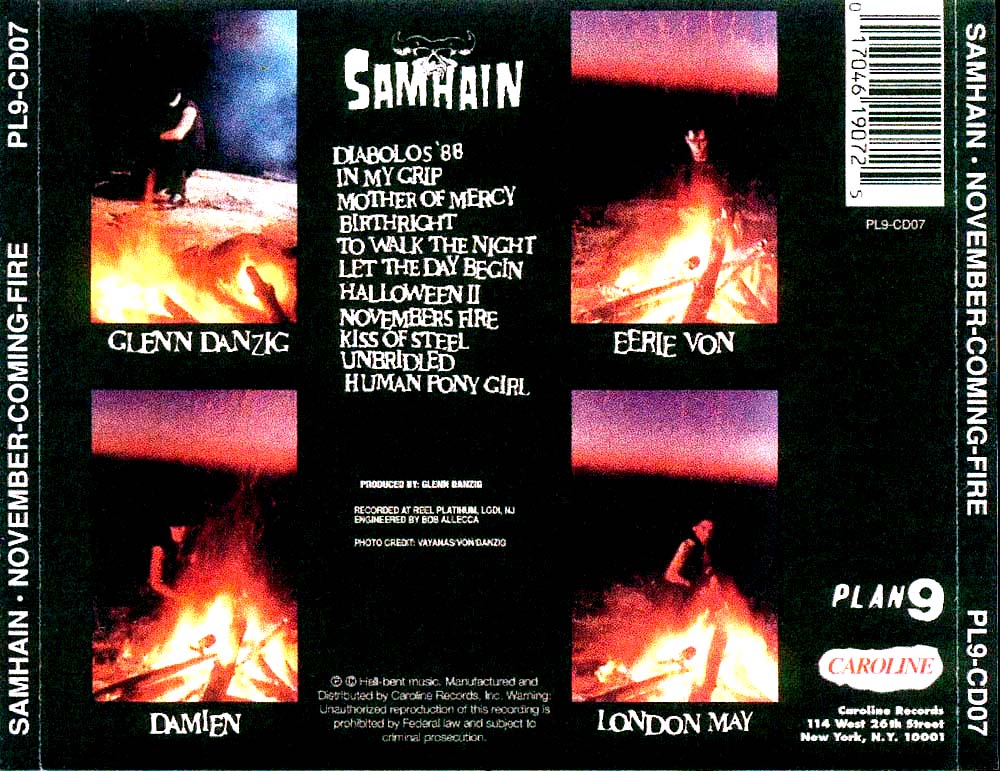 SAMHAIN • NOVEMBER-COMING-FIRE PL9-CD07
SAMHAIN
DIABOLOS '88
IN MY GRIP
MOTHER OF MERCY
BIRTHRIGHT
TO WALK THE NIGHT
LET THE DAY BEGIN
HALLOWEEN II
NOVEMBERS FIRE
KISS OF STEEL
UNBRIDLED
HUMAN PONY GIRL
GLENN DANZIG
EERIE VON
DAMIEN
LONDON MAY
PRODUCED BY: GLENN DANZIG
RECORDED AT REEL PLATINUM, LODI, NJ
ENGINEERED BY BOB ALLECCA
PHOTO CREDIT: VAYANAS/VON/DANZIG
℗ © Hell-bent music. Manufactured and
Distributed by Caroline Records, Inc. Warning:
Unauthorized reproduction of this recording is
prohibited by Federal law and subject to
criminal prosecution.
0 17046 19072 5
PL9-CD07
PLAN 9
CAROLINE
Caroline Records
114 West 26th Street
New York, N.Y. 10001
SAMHAIN • NOVEMBER-COMING-FIRE PL9-CD07